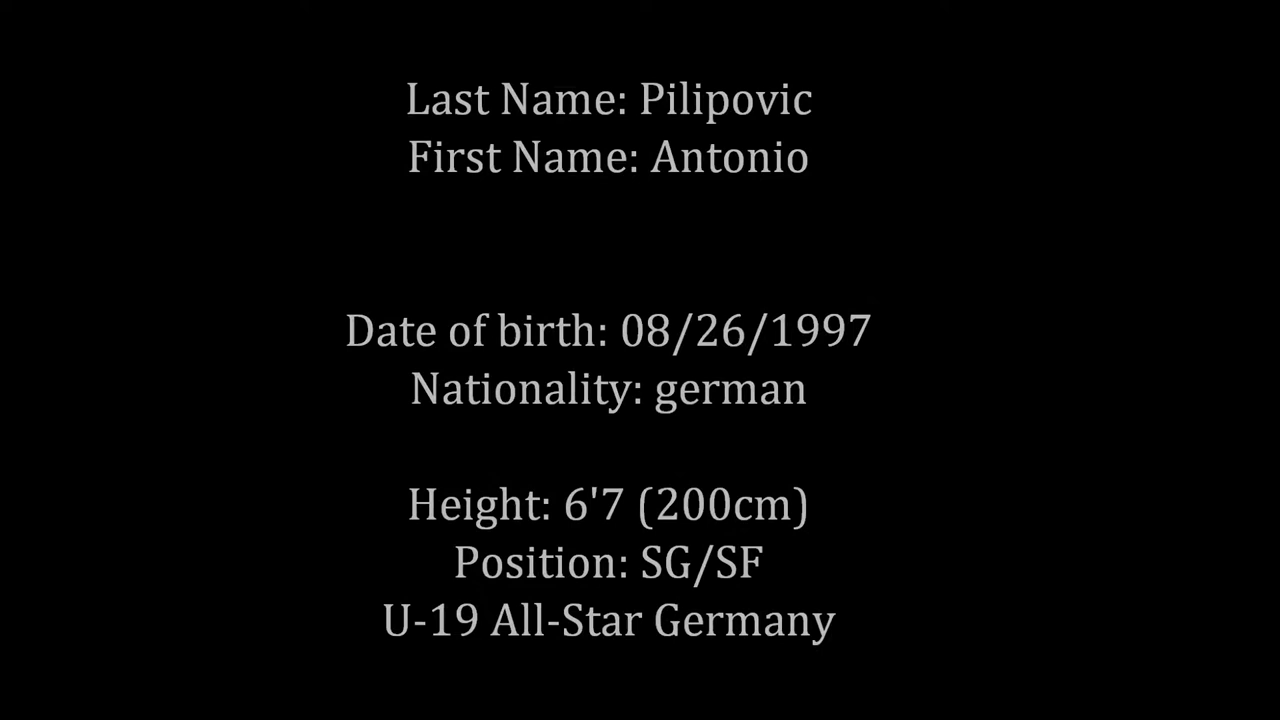 Last Name: Pilipovic
First Name: Antonio
Date of birth: 08/26/1997
Nationality: german
Height: 6'7 (200cm)
Position: SG/SF
U-19 All-Star Germany